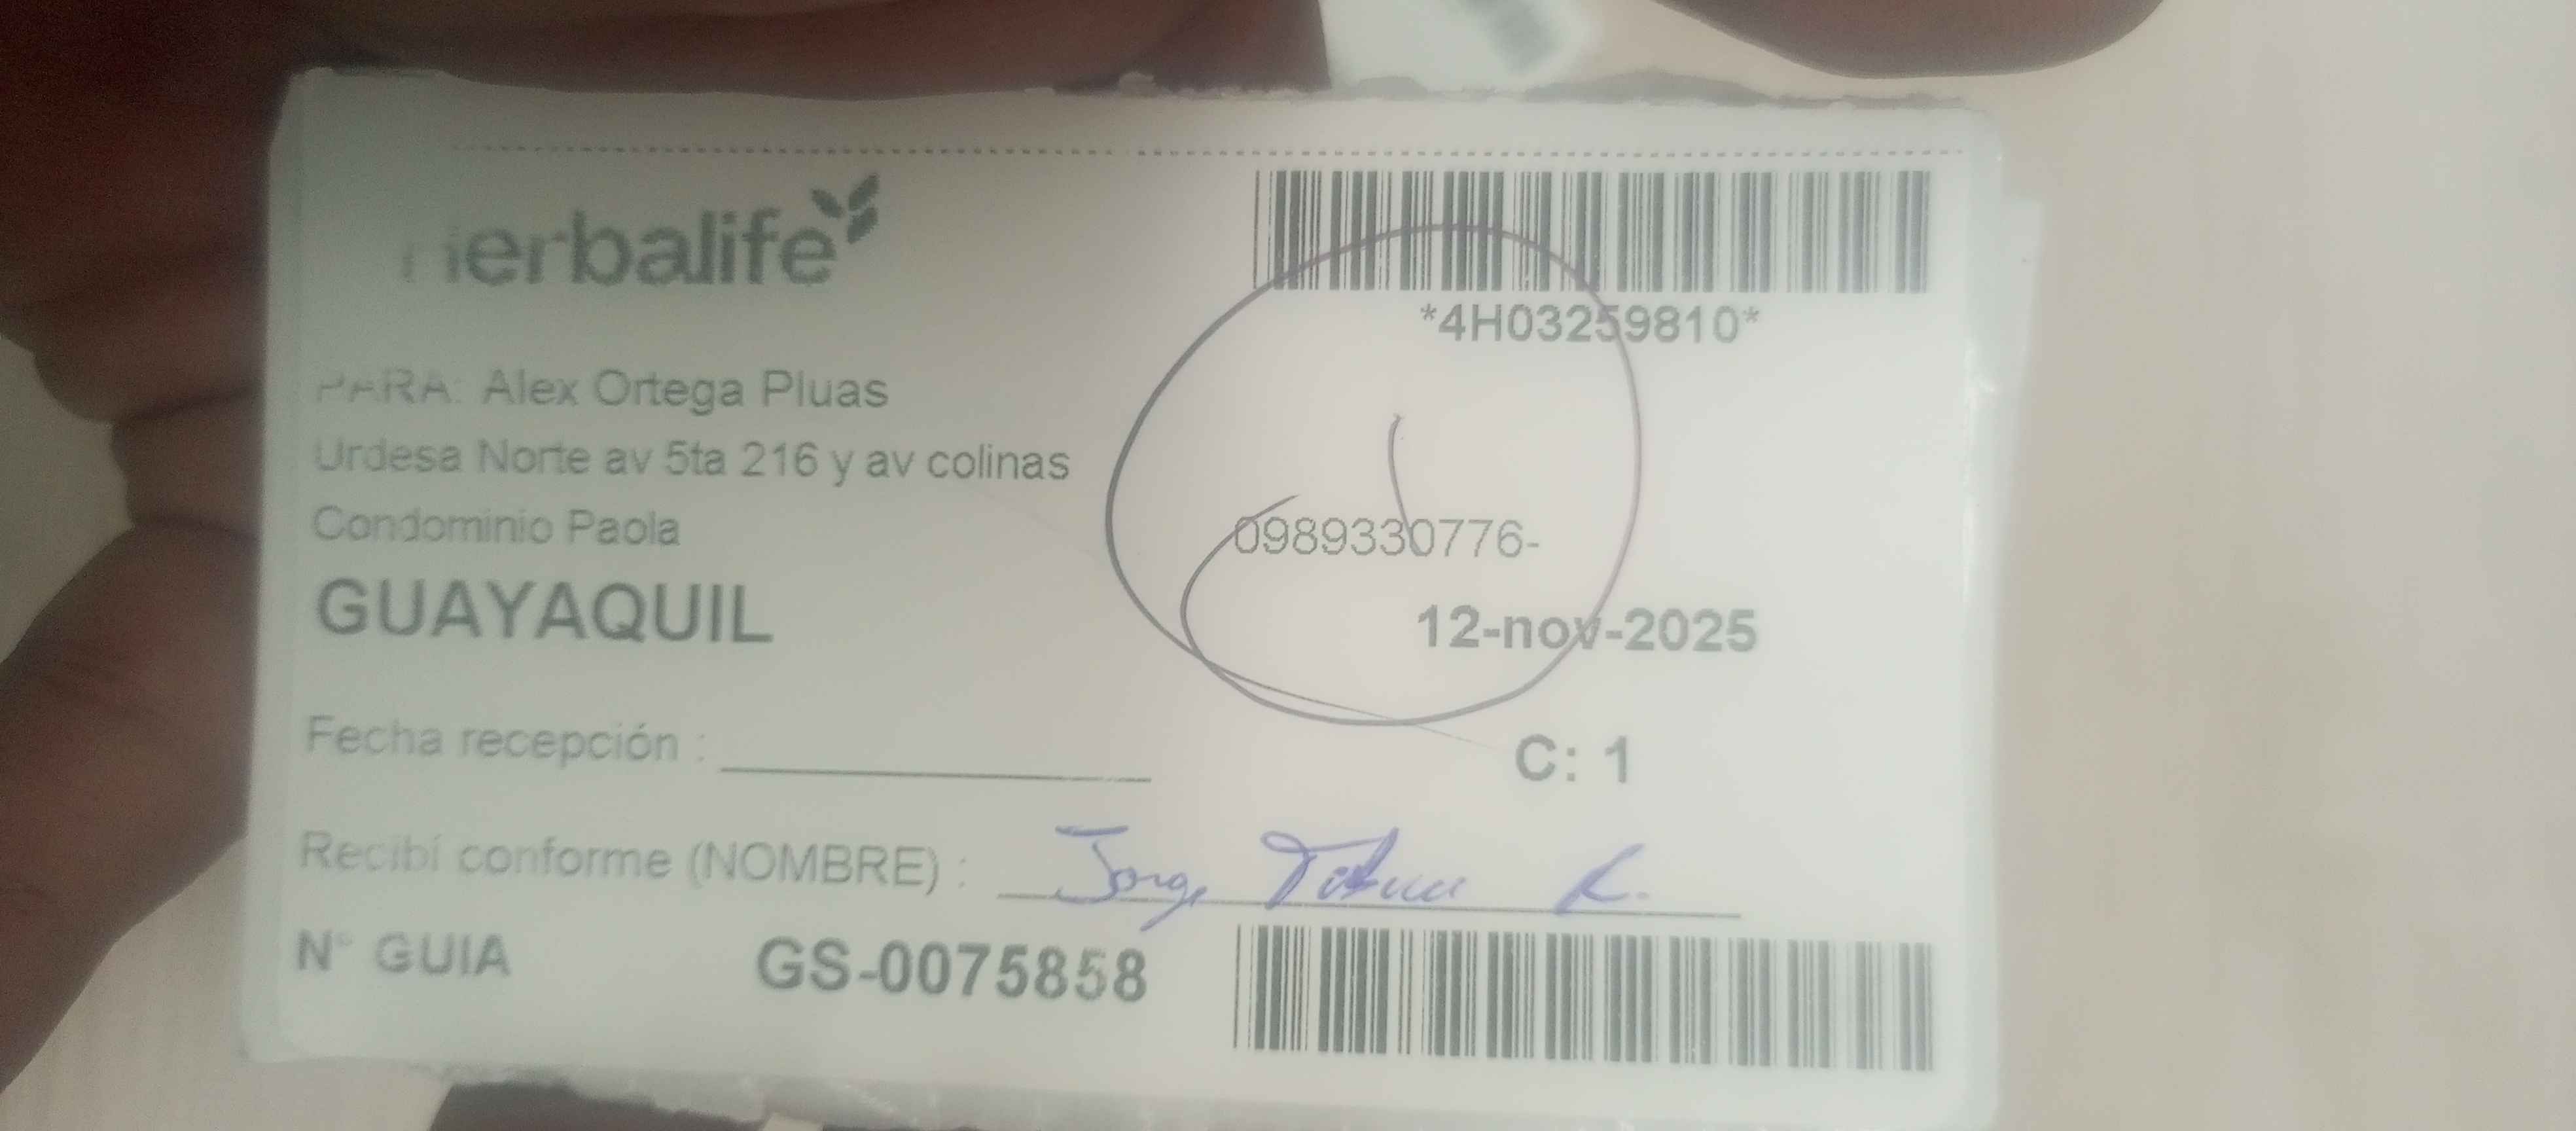 Herbalife
*4H03259810*
PARA: Alex Ortega Pluas
Urdesa Norte av 5ta 216 y av colinas
Condominio Paola
0989330776-
GUAYAQUIL
12-nov-2025
Fecha recepción :
C: 1
Recibí conforme (NOMBRE) : Jorge
N° GUIA GS-0075858